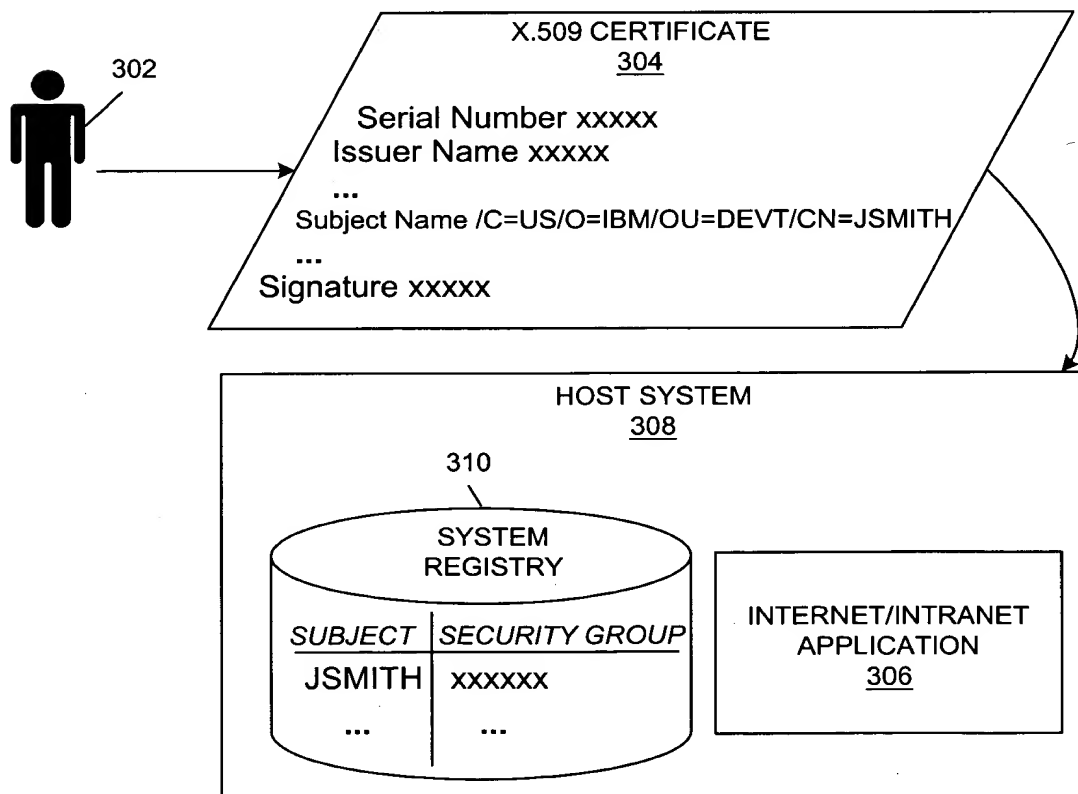 X.509 CERTIFICATE
304
302
Serial Number xxxxx
Issuer Name xxxxx
...
Subject Name /C=US/O=IBM/OU=DEVT/CN=JSMITH
...
Signature xxxxx
HOST SYSTEM
308
310
SYSTEM
REGISTRY
SUBJECT SECURITY GROUP
JSMITH xxxxxx
... ...
INTERNET/INTRANET
APPLICATION
306